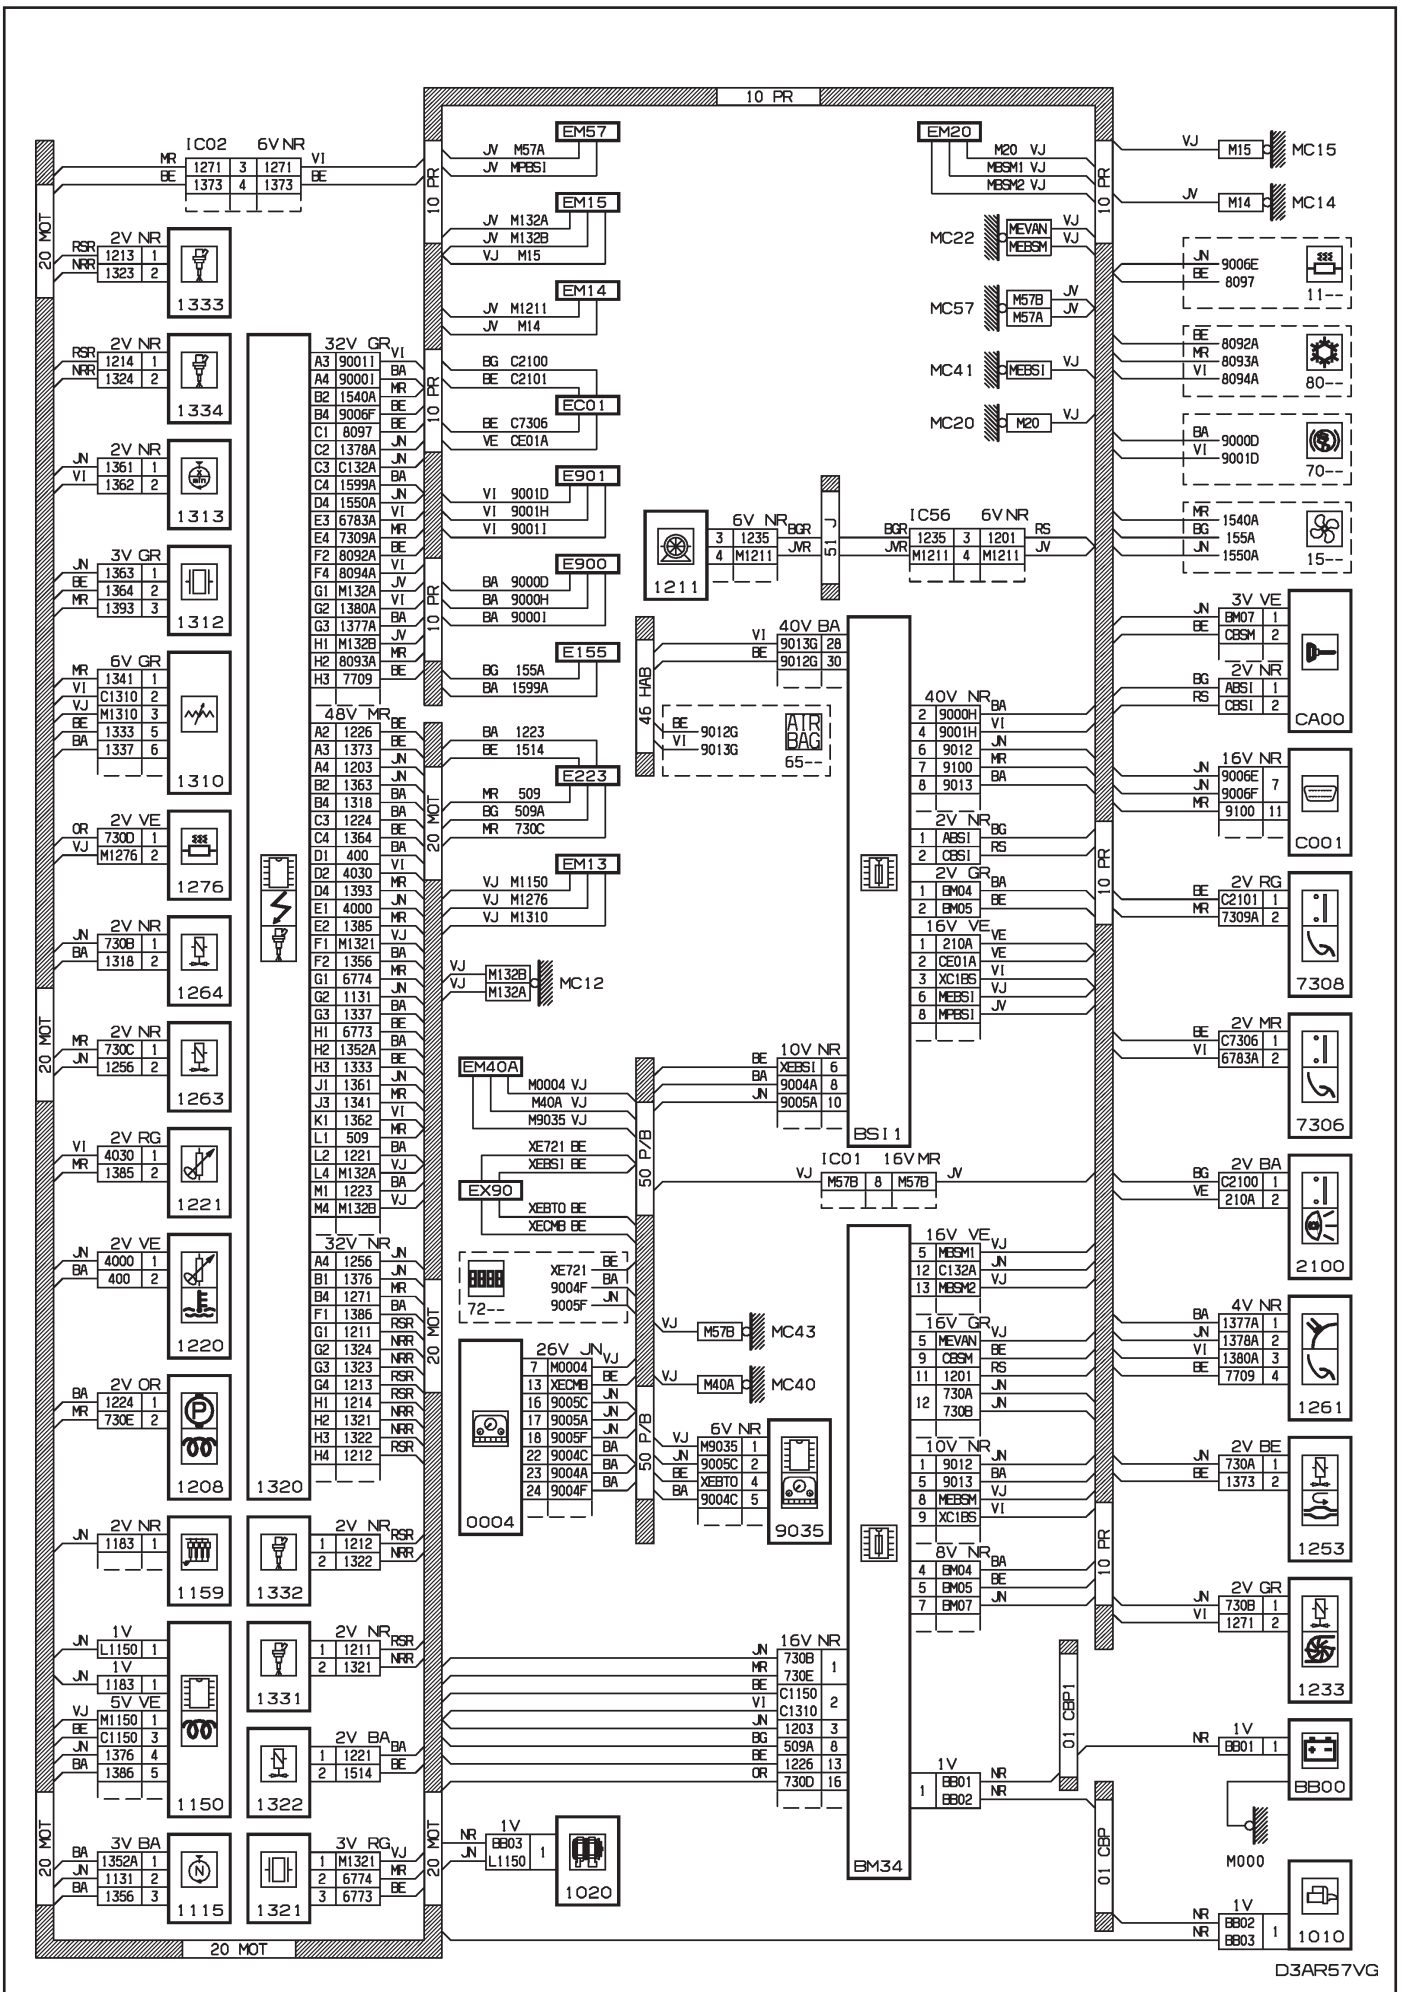 10 PR
IC02 6V NR
MR 1271 3 1271 VI
BE 1373 4 1373 BE
20 MOT
2V NR
RSR 1213 1
NRR 1323 2
1333
2V NR
RSR 1214 1
NRR 1324 2
1334
2V NR
JN 1361 1
VI 1362 2
1313
3V GR
JN 1363 1
BE 1364 2
MR 1393 3
1312
6V GR
MR 1341 1
VI C1310 2
VJ M1310 3
BE 1333 5
BA 1337 6
1310
2V VE
OR 730D 1
VJ M1276 2
1276
2V NR
JN 730B 1
BA 1318 2
1264
20 MOT
2V NR
MR 730C 1
JN 1256 2
1263
2V RG
VI 4030 1
MR 1385 2
1221
2V VE
JN 4000 1
BA 400 2
1220
2V OR
BA 1224 1
MR 730E 2
P
1208
2V NR
JN 1183 1
1159
1V
JN L1150 1
1V
JN 1183 1
5V VE
VJ M1150 1
BE C1150 3
JN 1376 4
BA 1386 5
1150
20 MOT
3V BA
BA 1352A 1
JN 1131 2
BA 1356 3
N
1115
20 MOT
32V GR
A3 9001I VI
A4 9000I BA
B2 1540A MR
B4 9006F BE
C1 8097 BE
C2 1378A JN
C3 C132A JN
C4 1599A BA
D4 1550A JN
E3 6783A VI
E4 7309A MR
F2 8092A BE
F4 8094A VI
G1 M132A JV
G2 1380A VI
G3 1377A BA
H1 M132B JV
H2 8093A MR
H3 7709 BE
48V MR
A2 1226 BE
A3 1373 BE
A4 1203 JN
B2 1363 JN
B4 1318 BA
C3 1224 BA
C4 1364 BE
D1 400 BA
D2 4030 VI
D4 1393 MR
E1 4000 JN
E2 1385 MR
F1 M1321 VJ
F2 1356 BA
G1 6774 MR
G2 1131 JN
G3 1337 BA
H1 6773 BE
H2 1352A BA
H3 1333 BE
J1 1361 JN
J3 1341 MR
K1 1362 VI
L1 509 MR
L2 1221 BA
L4 M132A VJ
M1 1223 BA
M4 M132B VJ
32V NR
A4 1256 JN
B1 1376 JN
B4 1271 MR
F1 1386 BA
G1 1211 RSR
G2 1324 NRR
G3 1323 NRR
G4 1213 RSR
H1 1214 RSR
H2 1321 NRR
H3 1322 NRR
H4 1212 RSR
1320
2V NR
1 1212 RSR
2 1322 NRR
1332
2V NR
1 1211 RSR
2 1321 NRR
1331
2V BA
1 1221 BA
2 1514 BE
1322
3V RG
1 M1321 VJ
2 6774 MR
3 6773 BE
1321
10 PR
10 PR
10 PR
20 MOT
20 MOT
20 MOT
EM57
JV M57A
JV MPBSI
EM15
JV M132A
JV M132B
VJ M15
EM14
JV M1211
JV M14
BG C2100
BE C2101
EC01
BE C7306
VE CE01A
E901
VI 9001D
VI 9001H
VI 9001I
E900
BA 9000D
BA 9000H
BA 9000I
E155
BG 155A
BA 1599A
BA 1223
BE 1514
E223
MR 509
BG 509A
MR 730C
EM13
VJ M1150
VJ M1276
VJ M1310
VJ M132B
VJ M132A
MC12
EM40A
M0004 VJ
M40A VJ
M9035 VJ
XE721 BE
XEBSI BE
EX90
XEBTO BE
XECMB BE
XE721 BE
9004F BA
9005F JN
72--
26V JN
7 M0004 VJ
13 XECMB BE
16 9005C JN
17 9005A JN
18 9005F JN
22 9004C BA
23 9004A BA
24 9004F BA
0004
1V
NR BB03
JN L1150
1
1020
EM20
M20 VJ
MBSM1 VJ
MBSM2 VJ
MC22
MEVAN VJ
MEBSM VJ
MC57
M57B JV
M57A JV
MC41
MEBSI VJ
MC20
M20 VJ
1211
6V NR
3 1235 BGR
4 M1211 JVR
51 J
IC56 6V NR
BGR 1235 3 1201 RS
JVR M1211 4 M1211 JV
46 HAB
40V BA
VI 9013G 28
BE 9012G 30
BE 9012G
VI 9013G
AIR
BAG
65--
40V NR
2 9000H BA
4 9001H VI
6 9012 JN
7 9100 MR
8 9013 BA
2V NR
1 ABSI BG
2 CBSI RS
2V GR
1 BM04 BA
2 BM05 BE
16V VE
1 210A VE
2 CE01A VE
3 XC1BS VI
6 MEBSI VJ
8 MPBSI JV
10V NR
BE XEBSI 6
BA 9004A 8
JN 9005A 10
BSI1
50 P/B
IC01 16V MR
VJ M57B 8 M57B JV
VJ M57B MC43
VJ M40A MC40
50 P/B
6V NR
VJ M9035 1
JN 9005C 2
BE XEBTO 4
BA 9004C 5
9035
16V VE
5 MBSM1 VJ
12 C132A JN
13 MBSM2 VJ
16V GR
5 MEVAN VJ
9 CBSM BE
11 1201 RS
12 730A JN
730B JN
10V NR
1 9012 JN
5 9013 BA
8 MEBSM VJ
9 XC1BS VI
8V NR
4 BM04 BA
5 BM05 BE
7 BM07 JN
16V NR
JN 730B
MR 730E
1
BE C1150
VI C1310
2
JN 1203 3
BG 509A 8
BE 1226 13
OR 730D 16
1V
1
BB01 NR
BB02 NR
BM34
01 CBP1
01 CBP
10 PR
10 PR
10 PR
VJ M15 MC15
JV M14 MC14
JN 9006E
BE 8097
11--
BE 8092A
MR 8093A
VI 8094A
80--
BA 9000D
VI 9001D
70--
MR 1540A
BG 155A
JN 1550A
15--
3V VE
JN BM07 1
BE CBSM 2
2V NR
BG ABSI 1
RS CBSI 2
CA00
16V NR
JN 9006E
JN 9006F
7
MR 9100 11
C001
2V RG
BE C2101 1
MR 7309A 2
7308
2V MR
BE C7306 1
VI 6783A 2
7306
2V BA
BG C2100 1
VE 210A 2
2100
4V NR
BA 1377A 1
JN 1378A 2
VI 1380A 3
BE 7709 4
1261
2V BE
JN 730A 1
BE 1373 2
1253
2V GR
JN 730B 1
VI 1271 2
1233
1V
NR BB01 1
BB00
M000
1V
NR BB02
NR BB03
1
1010
D3AR57VG